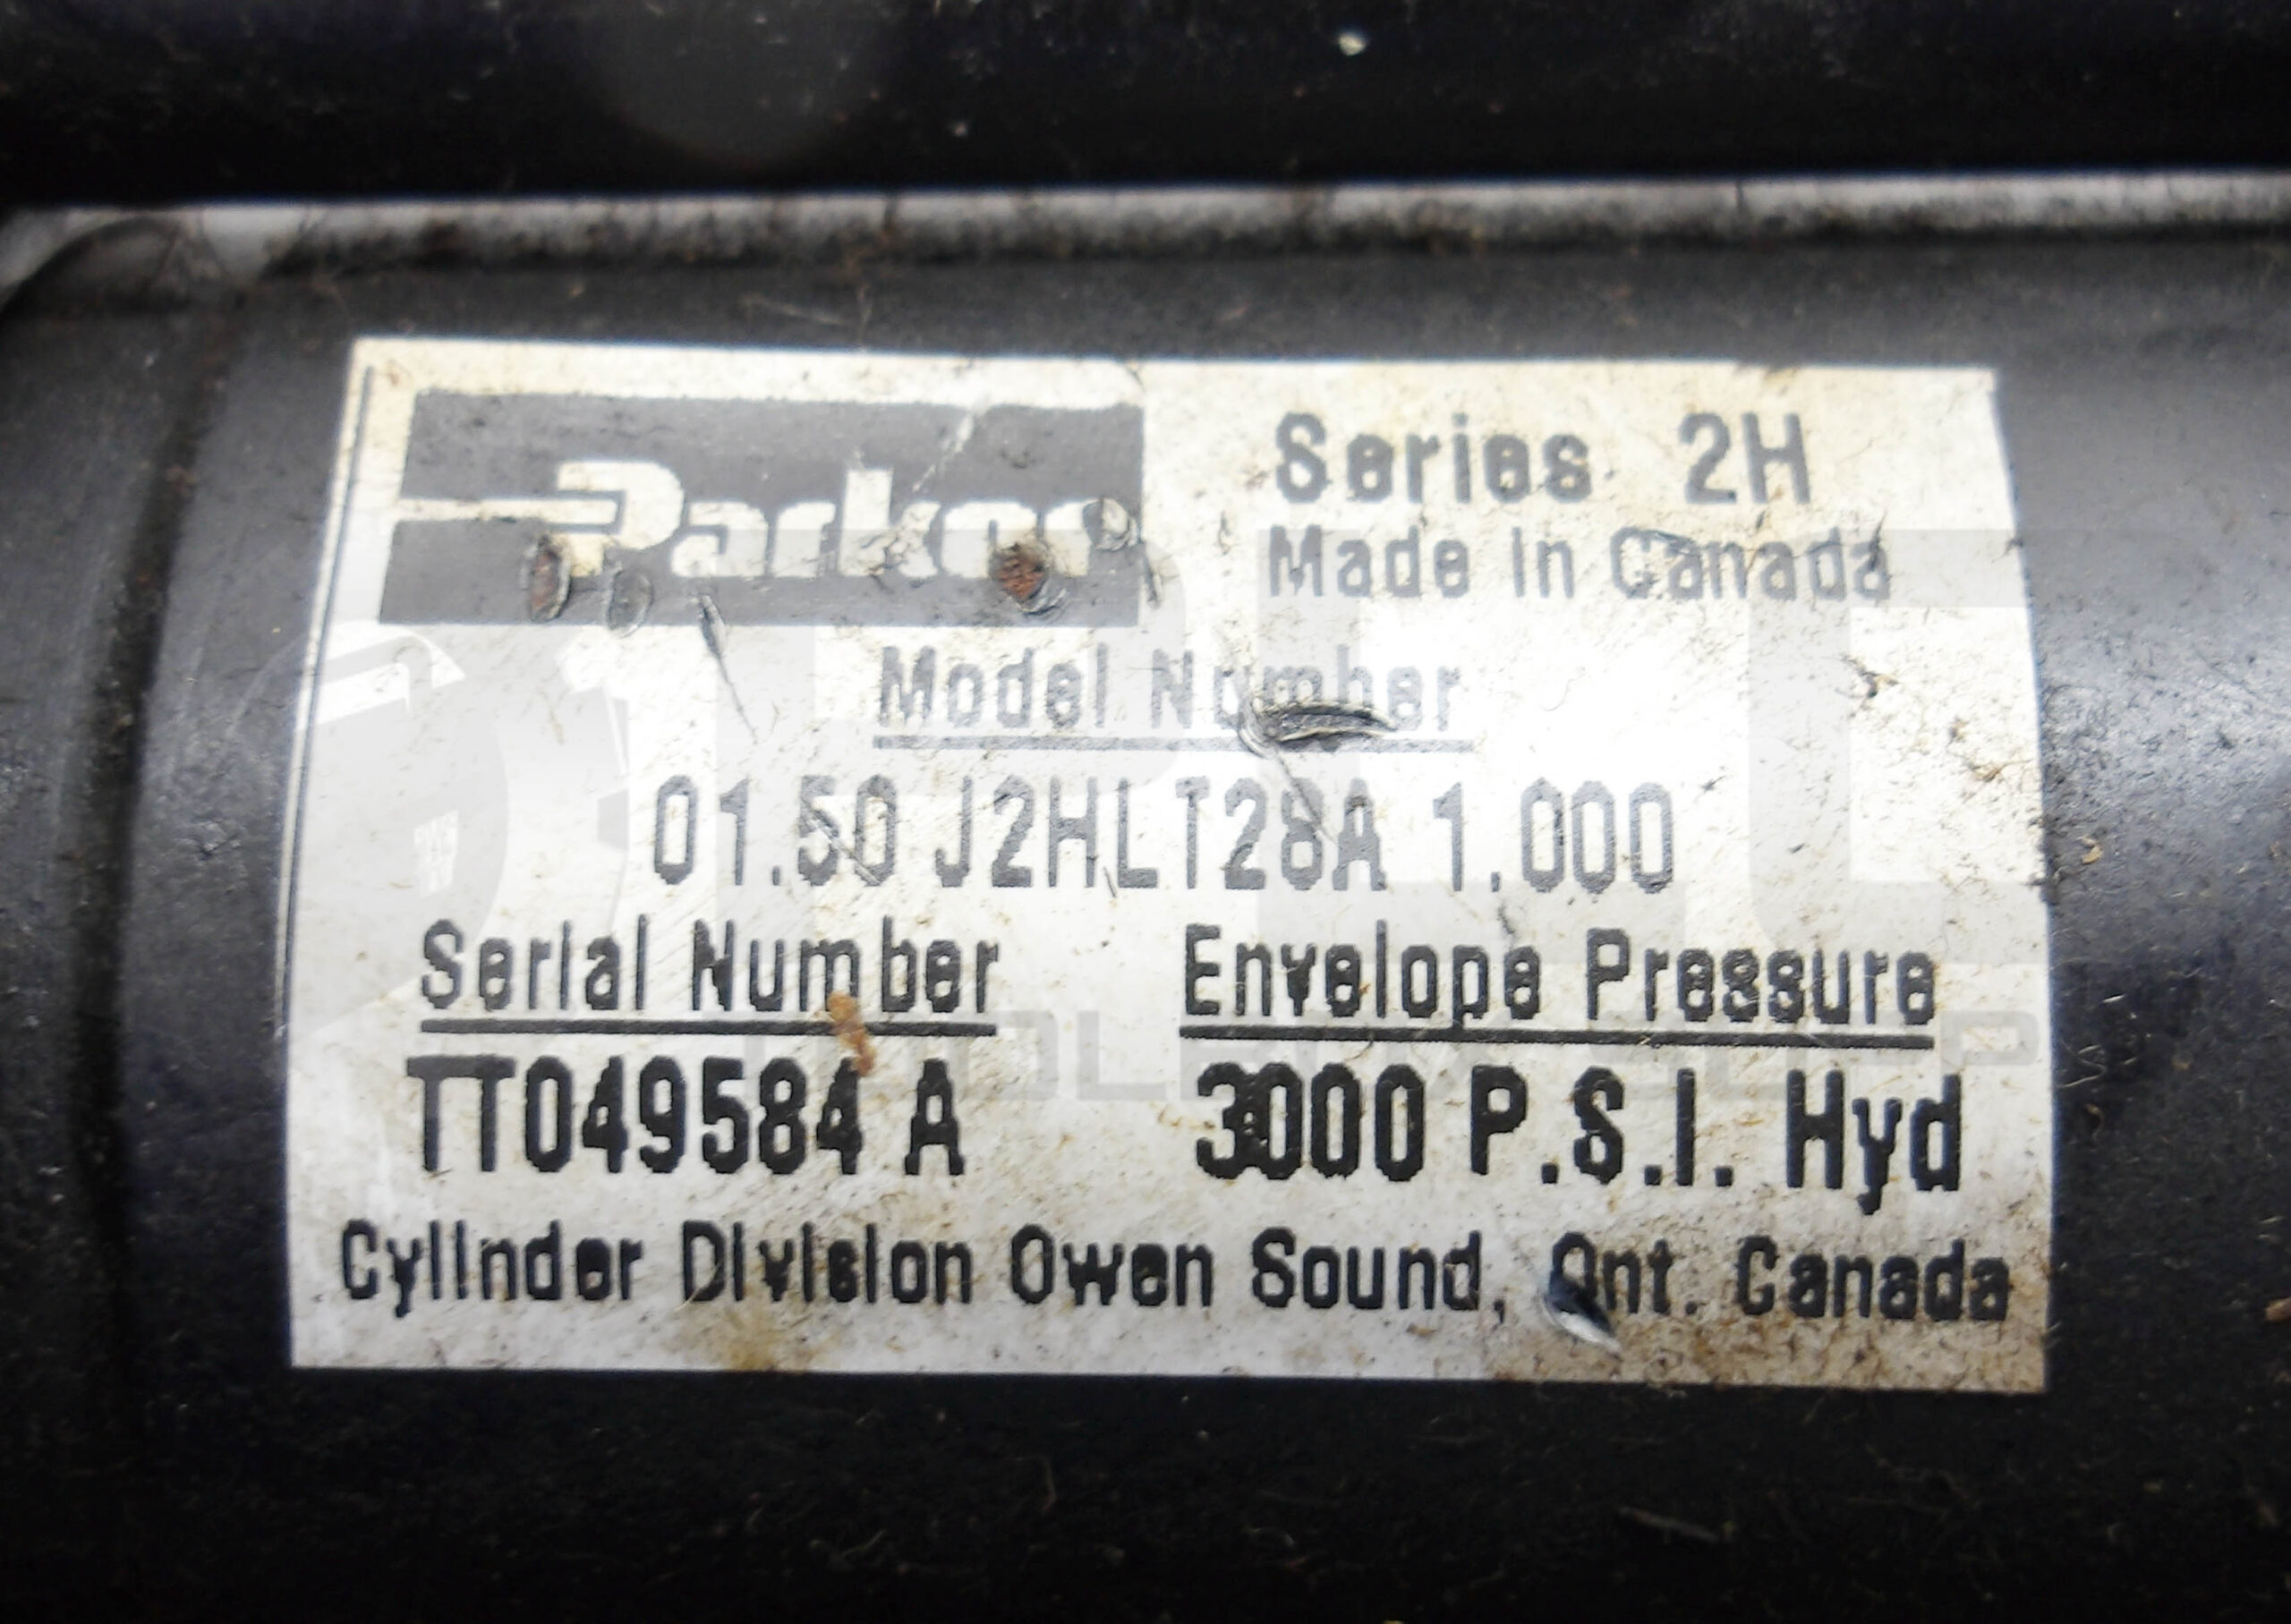 Parker
Series 2H
Made In Canada
Model Number
01.50 J2HLT28A 1.000
Serial Number
Envelope Pressure
TT049584 A
3000 P.S.I. Hyd
Cylinder Division Owen Sound, Ont. Canada